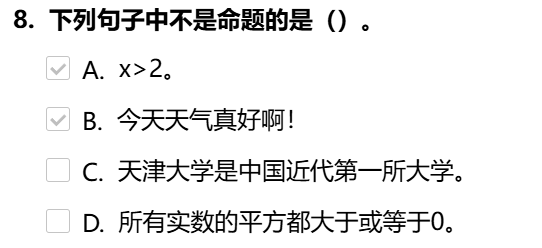 8. 下列句子中不是命题的是（）。
A. x>2。
B. 今天天气真好啊！
C. 天津大学是中国近代第一所大学。
D. 所有实数的平方都大于或等于0。